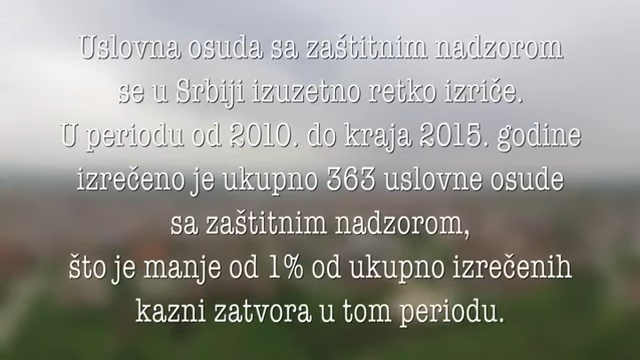 Uslovna osuda sa zaštitnim nadzorom
se u Srbiji izuzetno retko izriče.
U periodu od 2010. do kraja 2015. godine
izrečeno je ukupno 363 uslovne osude
sa zaštitnim nadzorom,
što je manje od 1% od ukupno izrečenih
kazni zatvora u tom periodu.